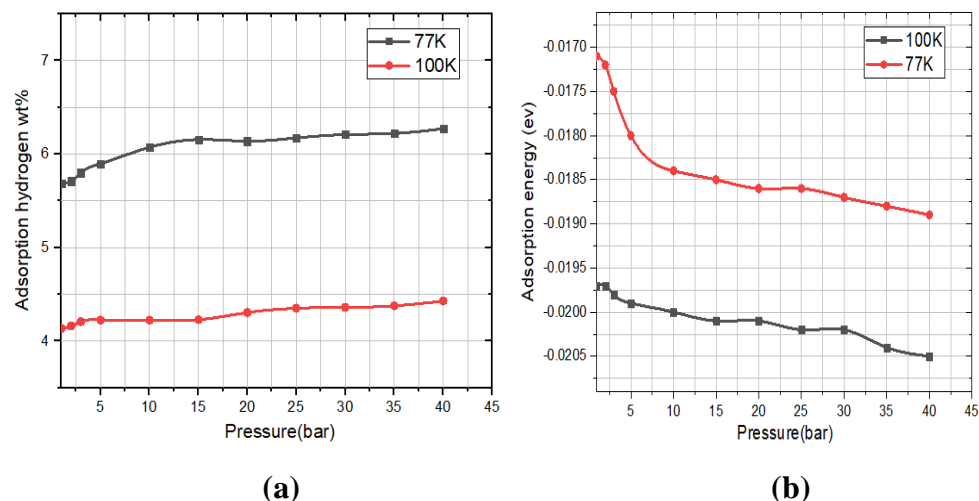 77K
100K
7
6
5
4
Adsorption hydrogen wt%
5 10 15 20 25 30 35 40 45
Pressure(bar)
(a)
100K
77K
-0.0170
-0.0175
-0.0180
-0.0185
-0.0190
-0.0195
-0.0200
-0.0205
Adsorption energy (ev)
5 10 15 20 25 30 35 40 45
Pressure(bar)
(b)